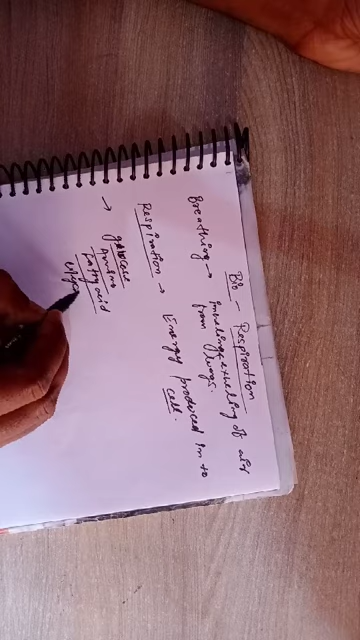 Bio - Respiration
Breathing → inhaling & exhaling of air
from lungs.
Respiration → Energy produced in to
cell.
→ glucose
Amino
Fatty acid
glyce